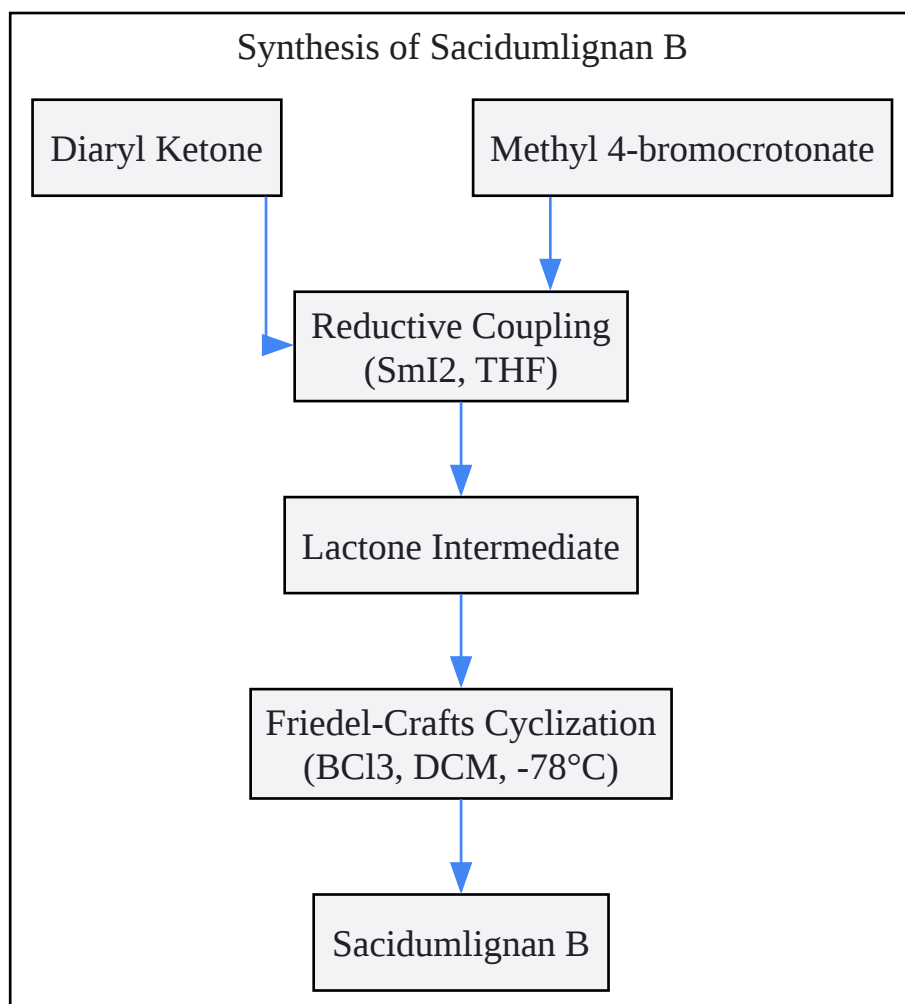 Synthesis of Sacidumlignan B
Diaryl Ketone
Methyl 4-bromocrotonate
Reductive Coupling
(SmI2, THF)
Lactone Intermediate
Friedel-Crafts Cyclization
(BCl3, DCM, -78°C)
Sacidumlignan B